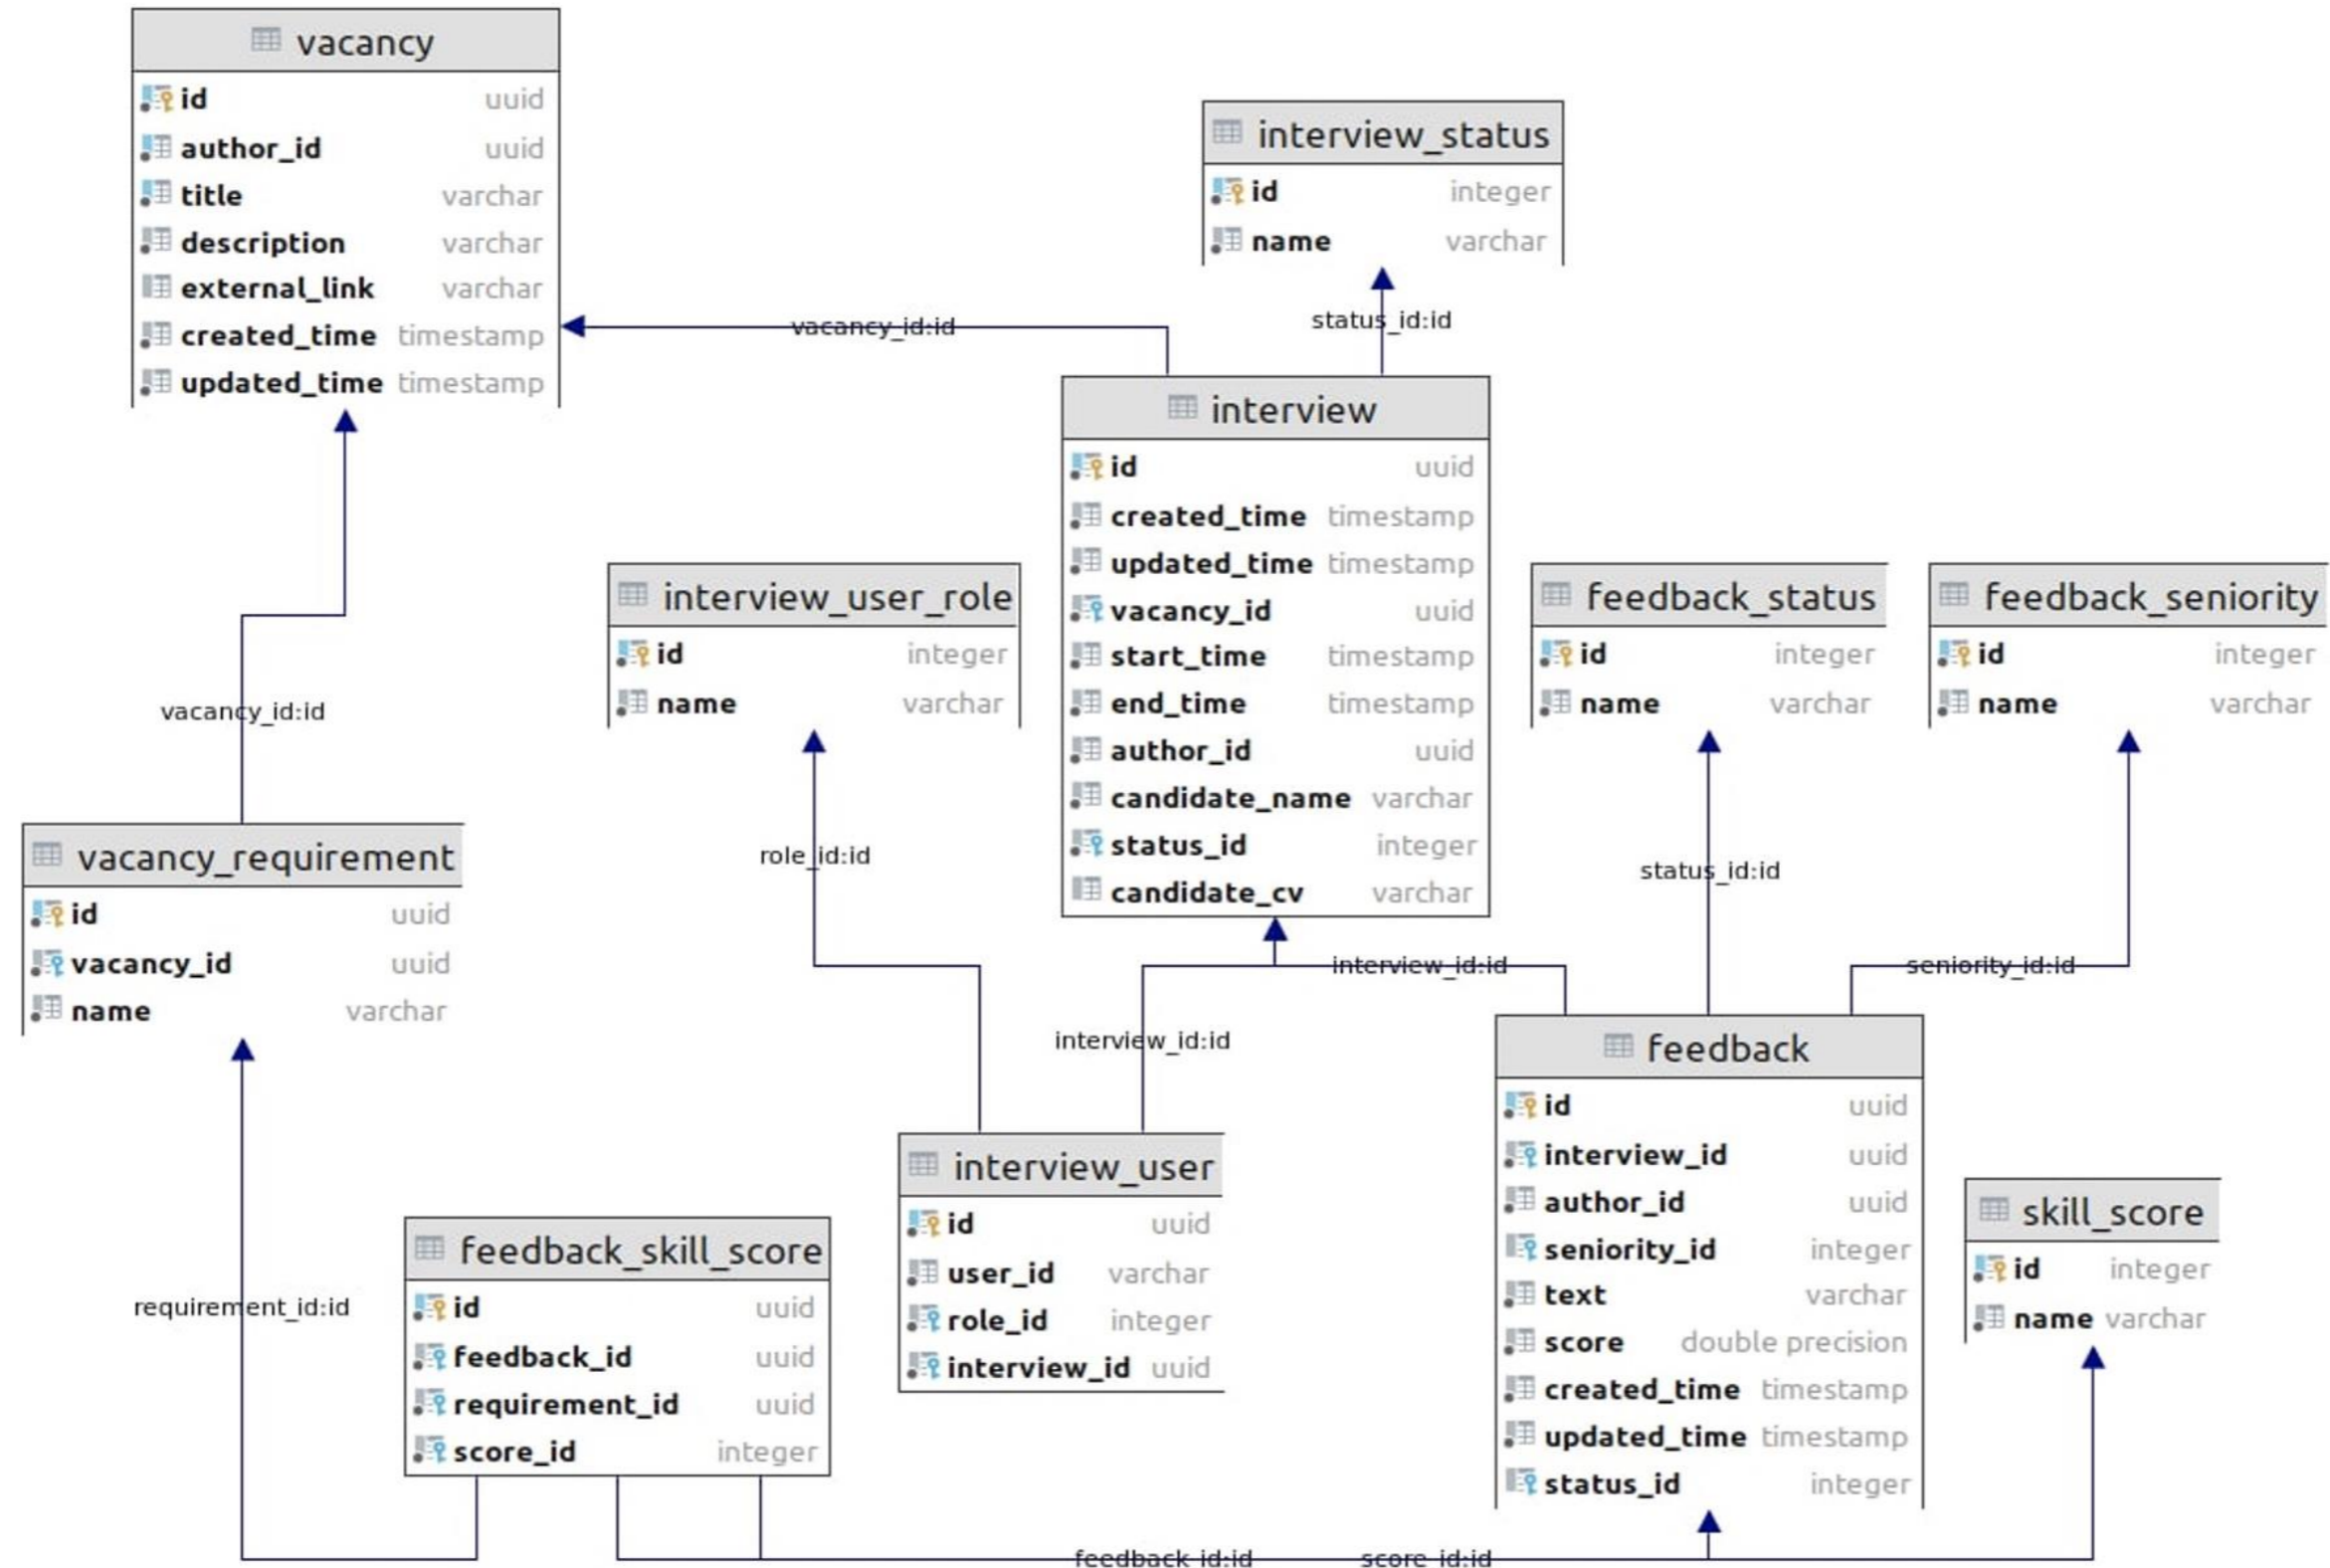 vacancy
id uuid
author_id uuid
title varchar
description varchar
external_link varchar
created_time timestamp
updated_time timestamp
interview_status
id integer
name varchar
vacancy_id:id
status_id:id
interview
id uuid
created_time timestamp
updated_time timestamp
vacancy_id uuid
start_time timestamp
end_time timestamp
author_id uuid
candidate_name varchar
status_id integer
candidate_cv varchar
interview_user_role
id integer
name varchar
feedback_status
id integer
name varchar
feedback_seniority
id integer
name varchar
vacancy_id:id
role_id:id
status_id:id
vacancy_requirement
id uuid
vacancy_id uuid
name varchar
interview_id:id
seniority_id:id
interview_id:id
feedback
id uuid
interview_id uuid
author_id uuid
seniority_id integer
text varchar
score double precision
created_time timestamp
updated_time timestamp
status_id integer
interview_user
id uuid
user_id varchar
role_id integer
interview_id uuid
skill_score
id integer
name varchar
feedback_skill_score
id uuid
feedback_id uuid
requirement_id uuid
score_id integer
requirement_id:id
feedback_id:id
score_id:id